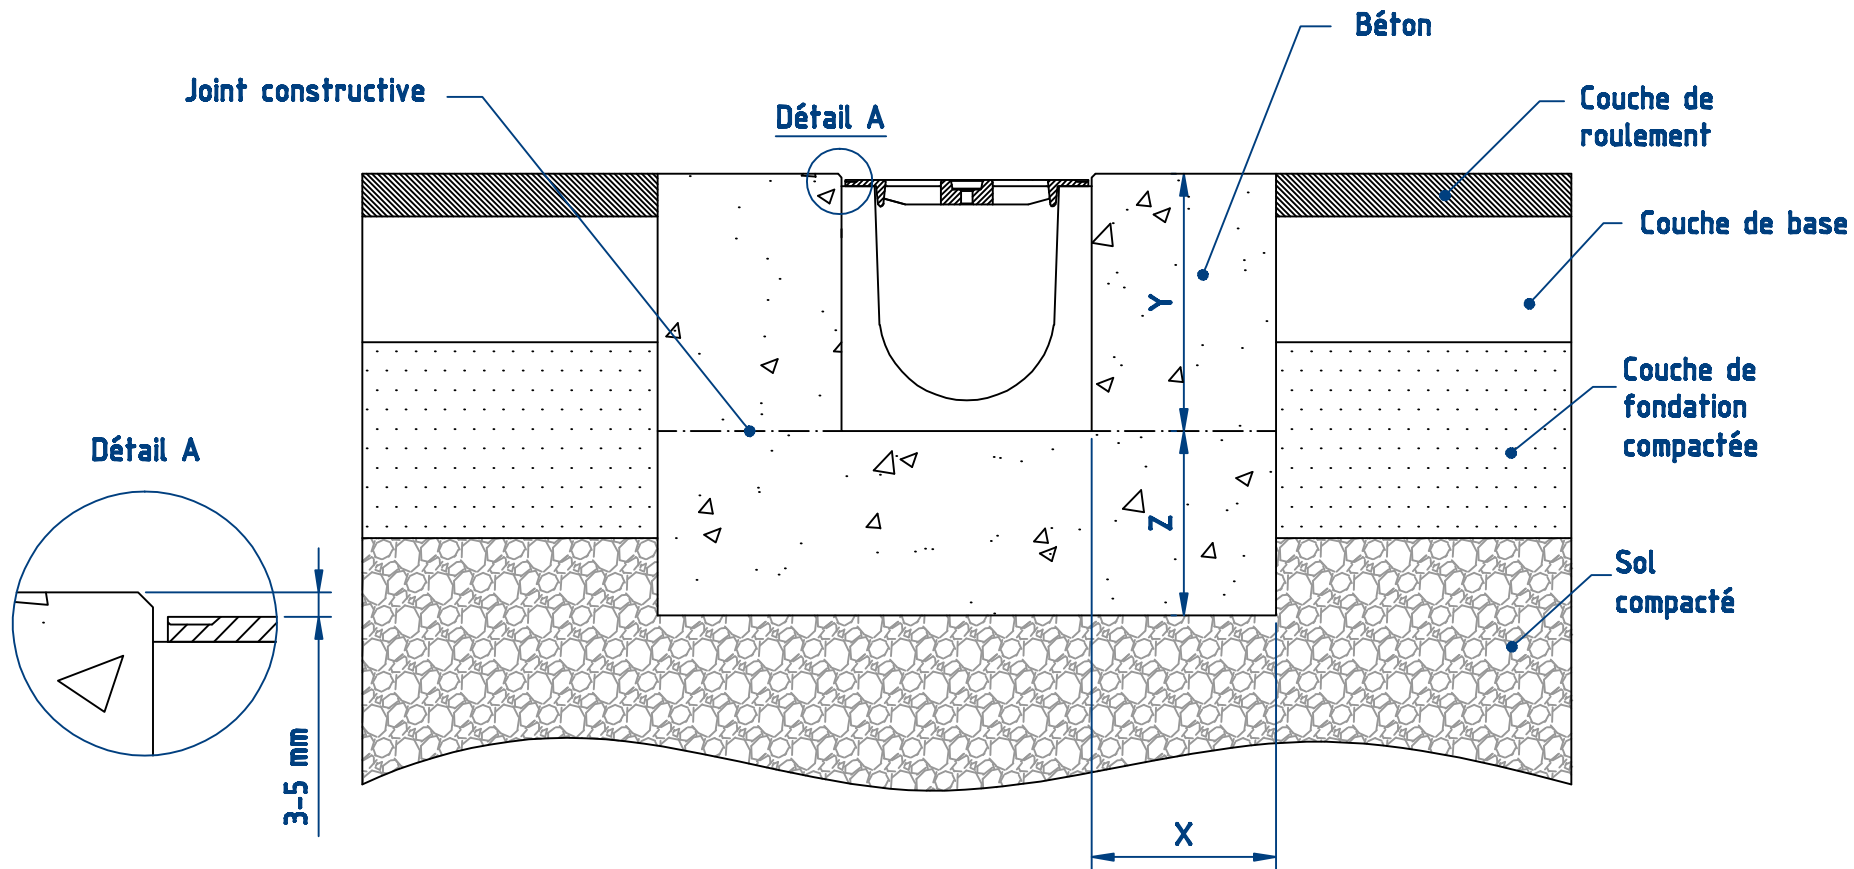 Béton
Joint constructive
Détail A
Couche de
roulement
Couche de base
Y
Couche de
fondation
compactée
Détail A
Z
Sol
compacté
3-5 mm
X